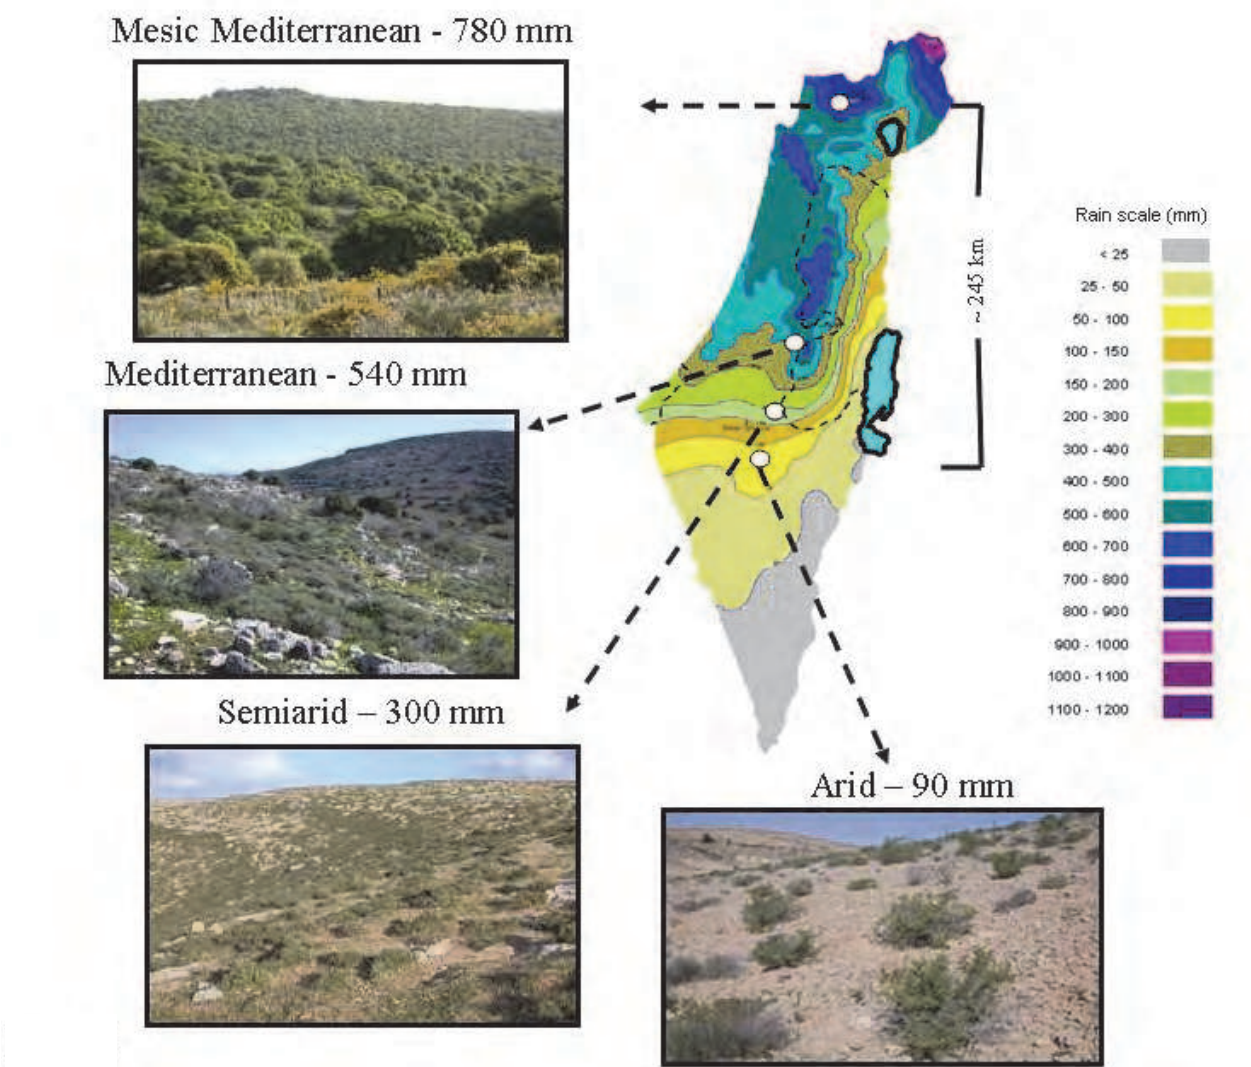 Mesic Mediterranean - 780 mm
Mediterranean - 540 mm
Semiarid – 300 mm
Arid – 90 mm
~ 245 km
Rain scale (mm)
< 25
25 - 50
50 - 100
100 - 150
150 - 200
200 - 300
300 - 400
400 - 500
500 - 600
600 - 700
700 - 800
800 - 900
900 - 1000
1000 - 1100
1100 - 1200